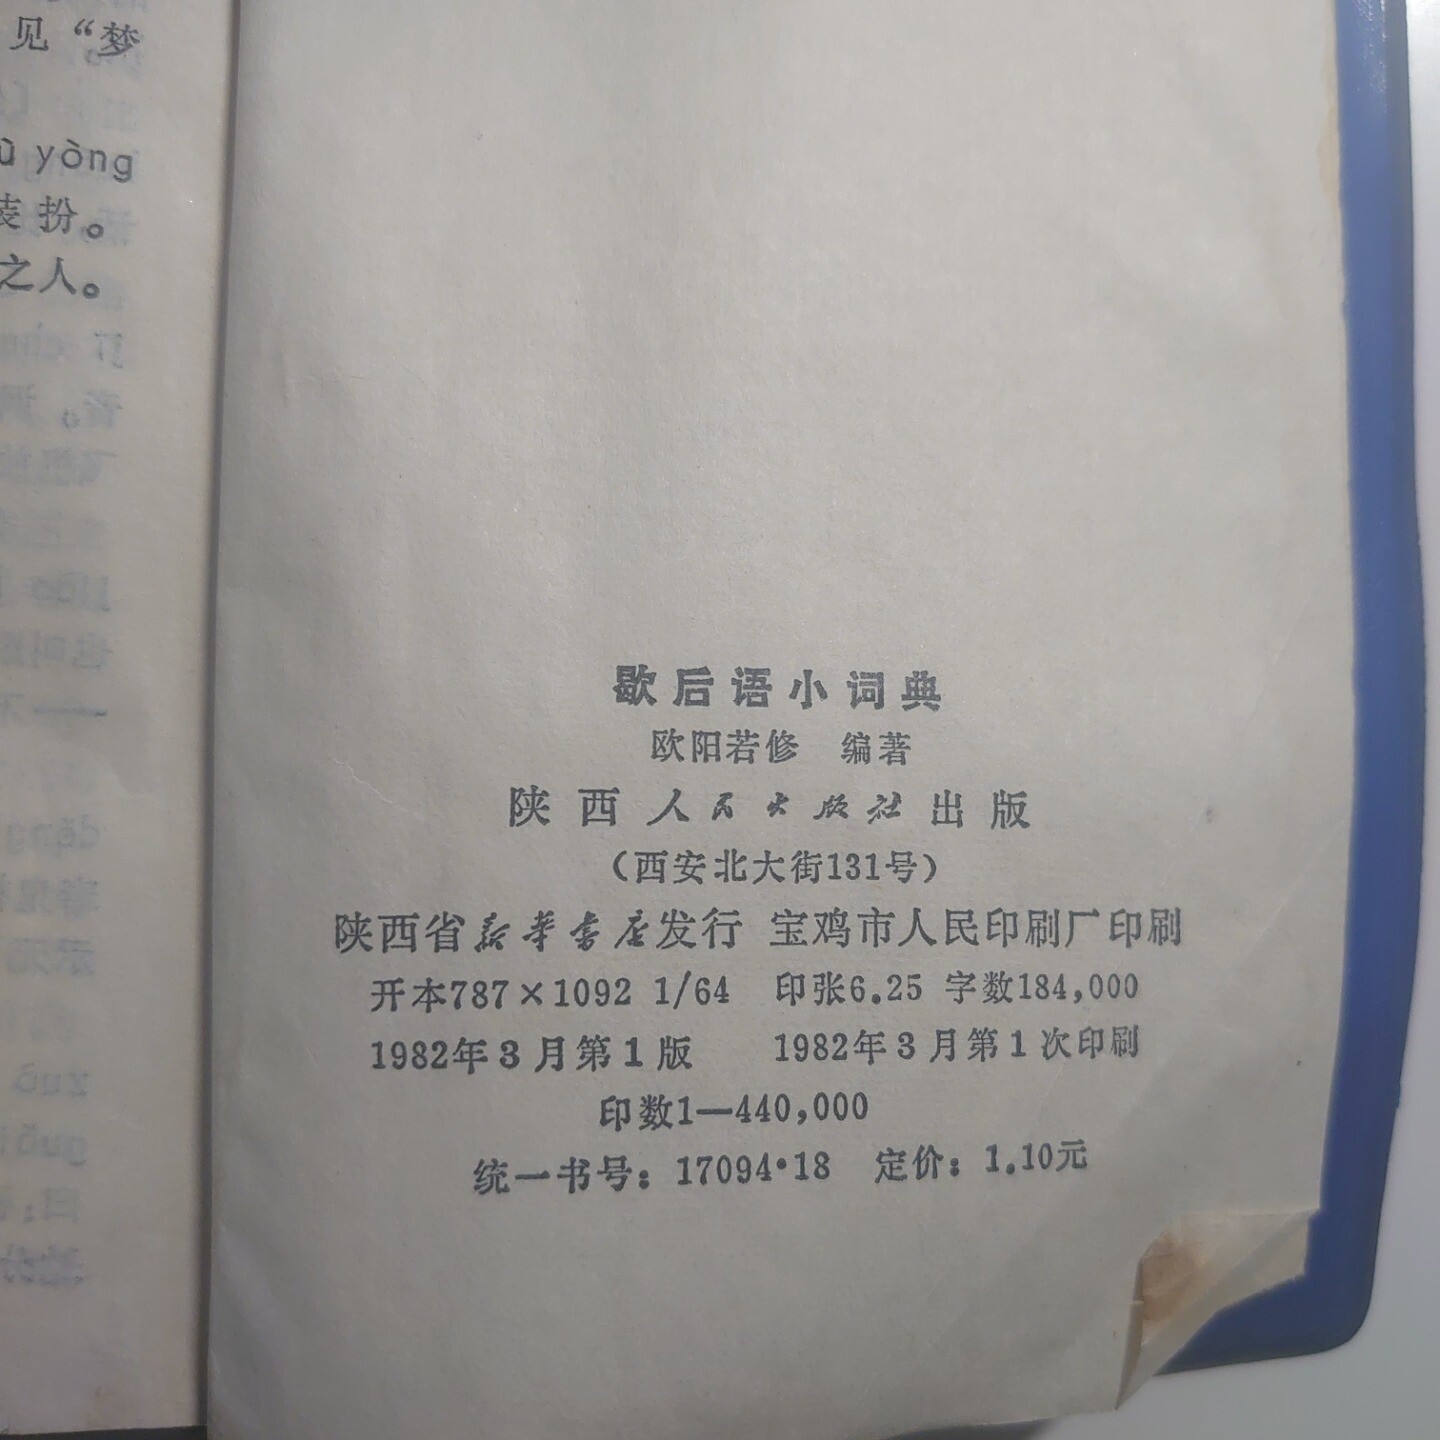 见“梦
ù yòng
装扮。
之人。
歇后语小词典
欧阳若修 编著
陕西人民出版社出版
（西安北大街131号）
陕西省新华书店发行 宝鸡市人民印刷厂印刷
开本787×1092 1/64 印张6.25 字数184,000
1982年3月第1版 1982年3月第1次印刷
印数1—440,000
统一书号：17094·18 定价：1.10元